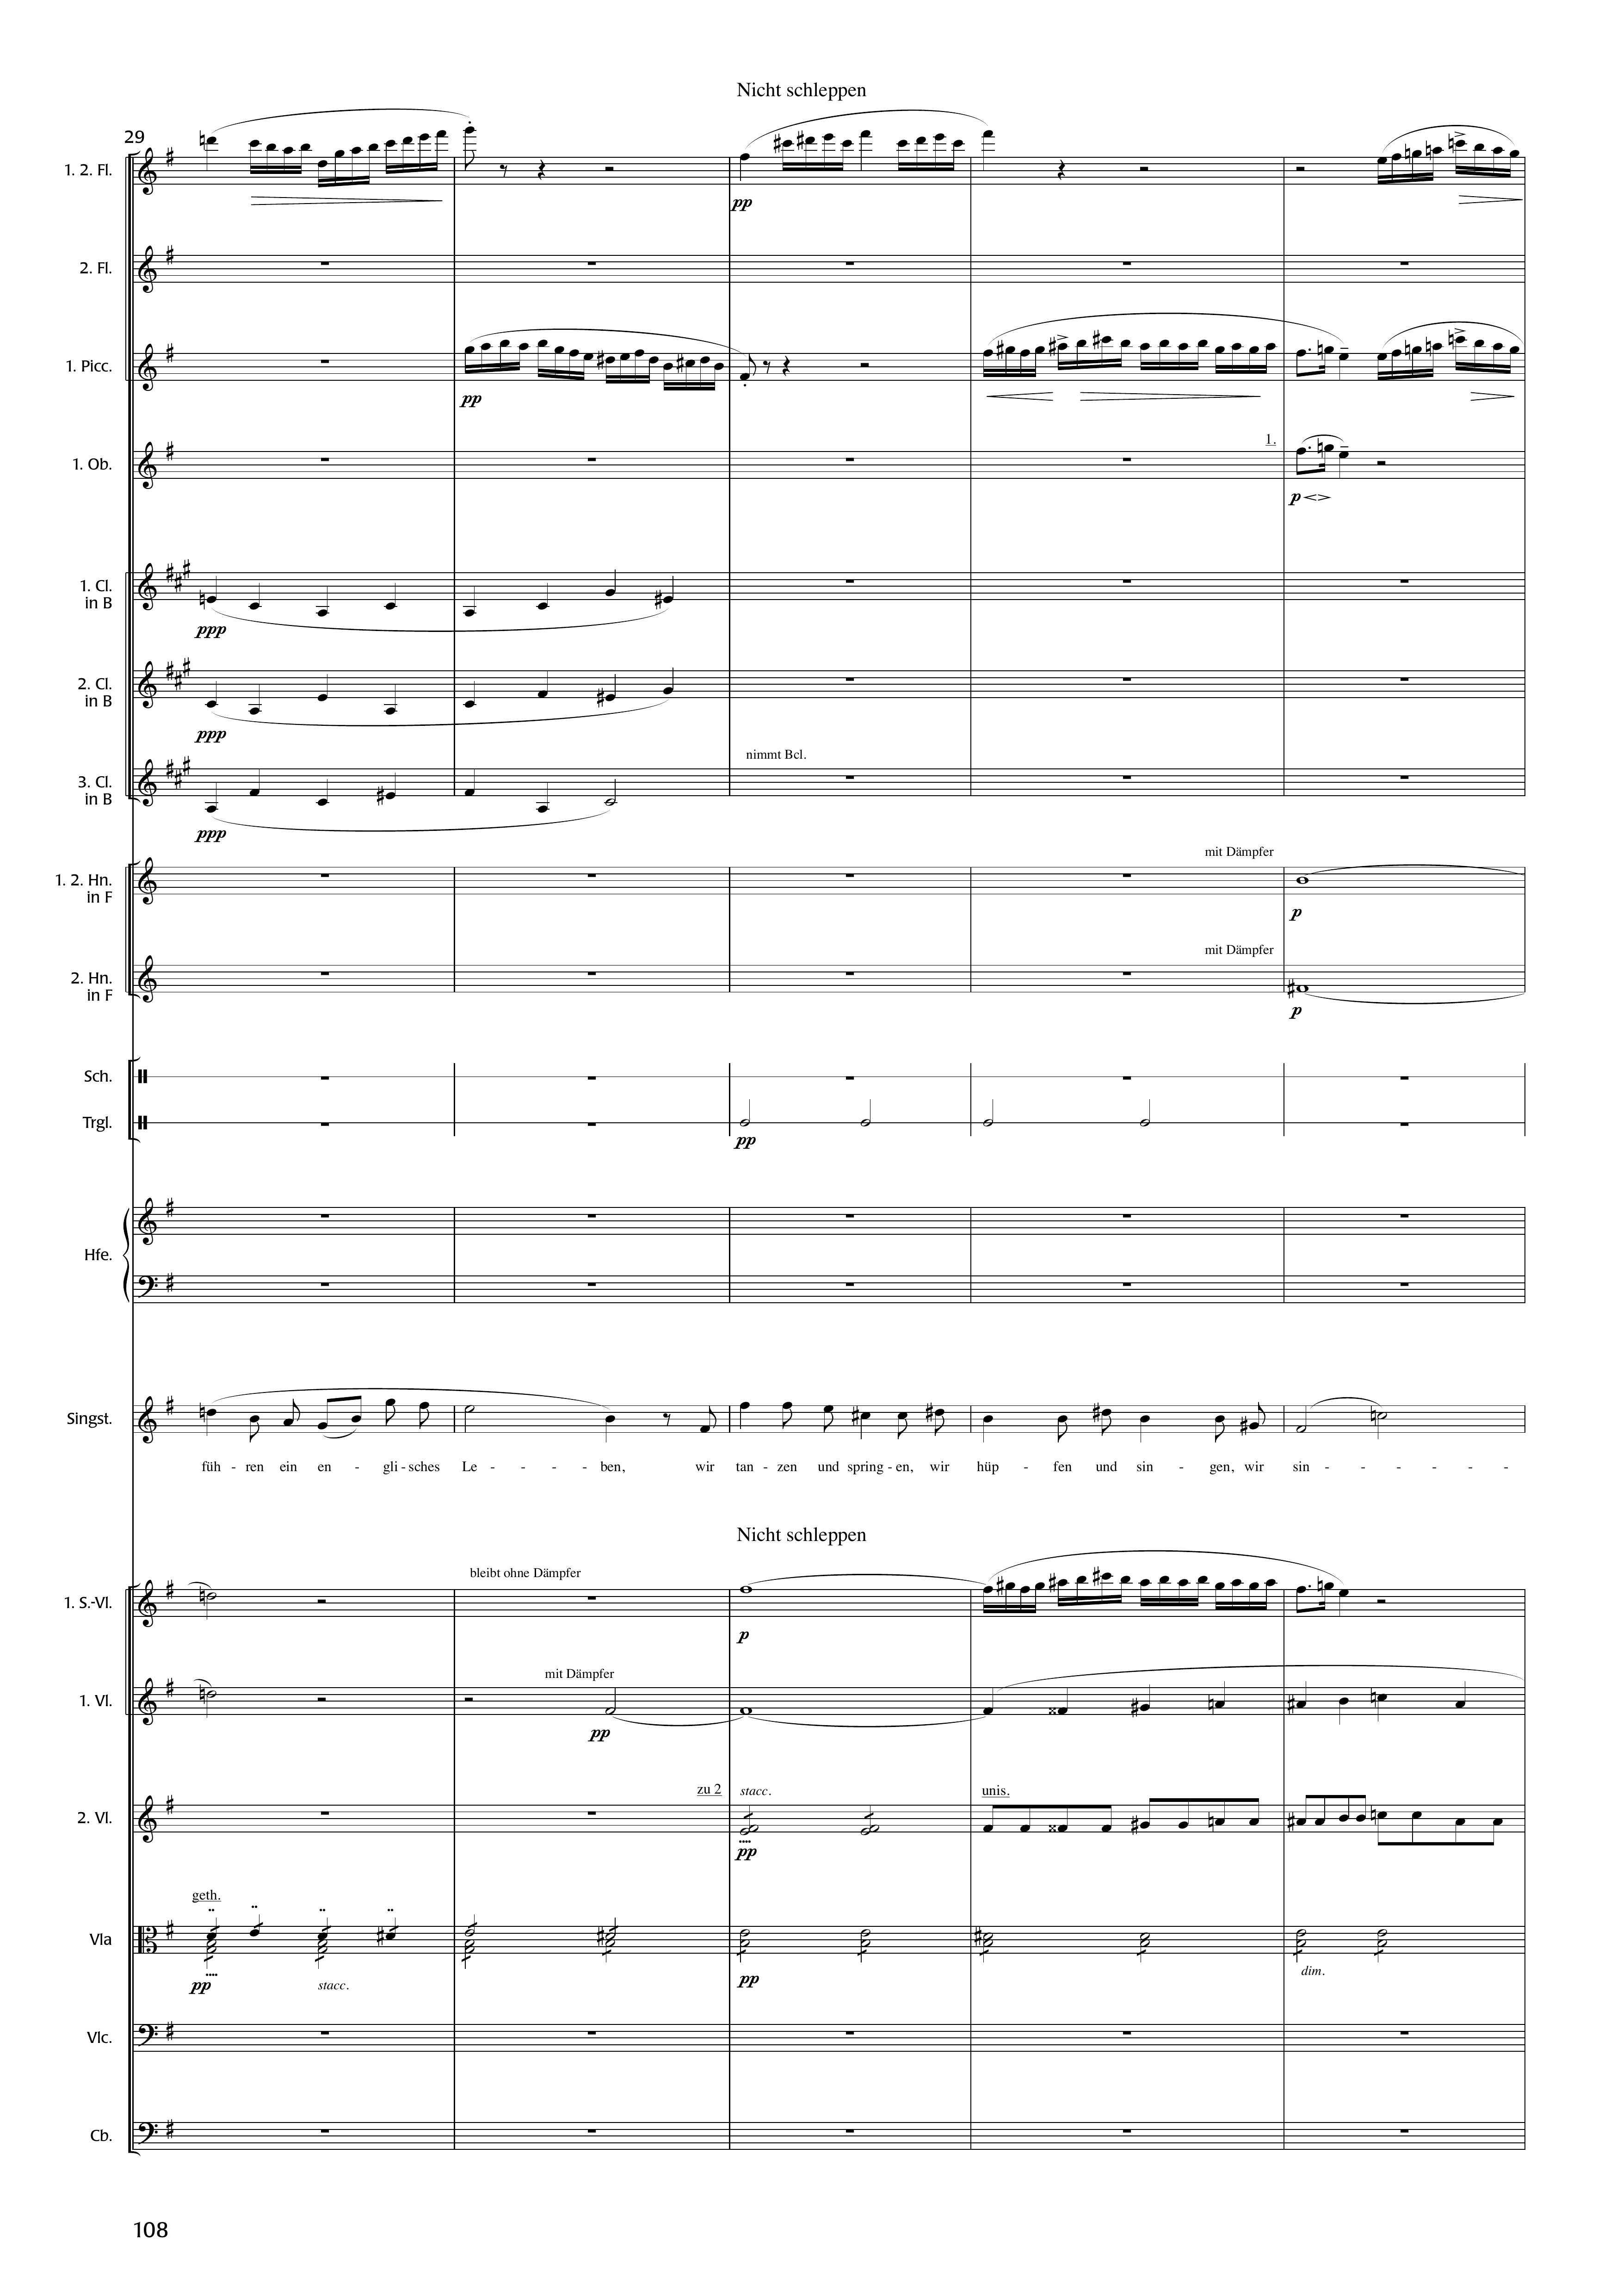 Nicht schleppen
29
1. 2. Fl.
pp
2. Fl.
1. Picc.
pp
1.
1. Ob.
p
1. Cl.
in B
ppp
2. Cl.
in B
ppp
nimmt Bcl.
3. Cl.
in B
ppp
mit Dämpfer
1. 2. Hn.
in F
p
mit Dämpfer
2. Hn.
in F
p
Sch.
Trgl.
pp
Hfe.
Singst.
füh - ren ein en - gli - sches Le - - - - ben, wir tan - zen und spring - en, wir hüp - fen und sin - gen, wir sin - - - - - -
Nicht schleppen
bleibt ohne Dämpfer
1. S.-Vl.
p
mit Dämpfer
1. Vl.
pp
zu 2 stacc. unis.
2. Vl.
pp
geth.
Vla
pp stacc. pp dim.
Vlc.
Cb.
108